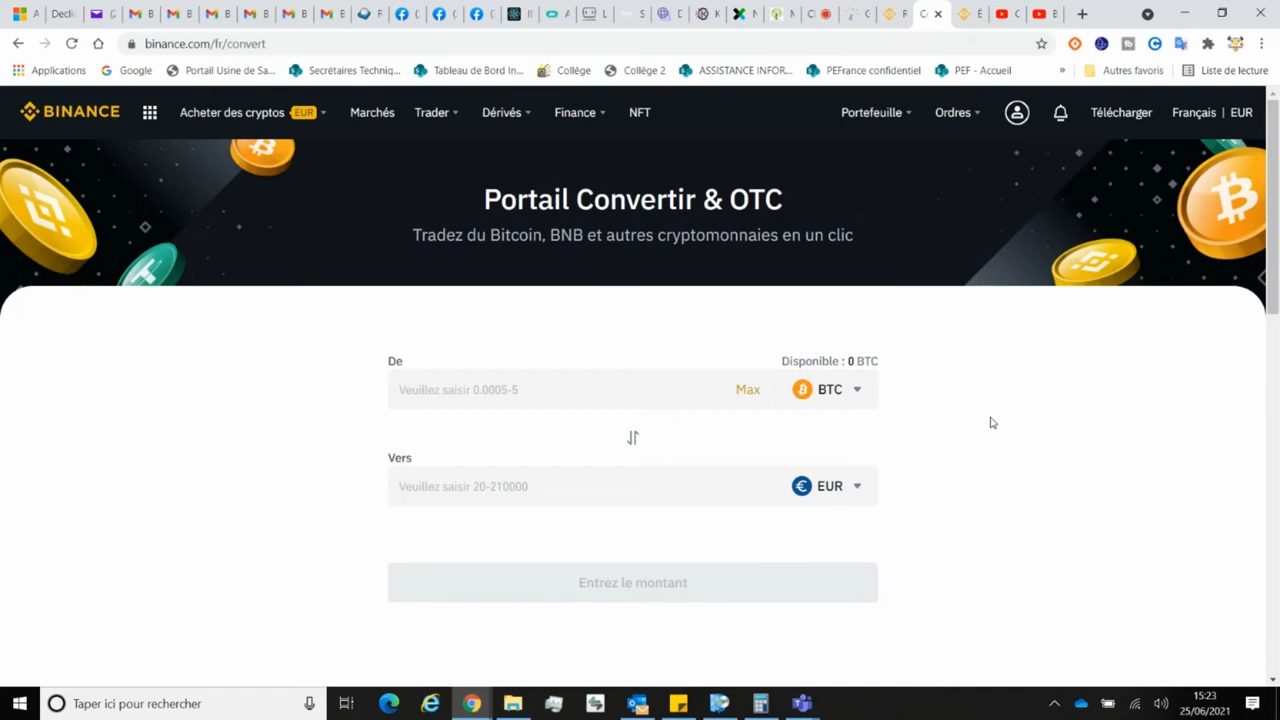 A
Decli
B
B
B
B
B
B
R
A
L
S
D
K
N
M
R
É
C
B
binance.com/fr/convert
Applications
Google
Portail Usine de Sa...
Secrétaires Techniq...
Tableau de Bord In...
Collège
Collège 2
ASSISTANCE INFOR...
PEFrance confidentiel
PEF - Accueil
»
Autres favoris
Liste de lecture
BINANCE
Acheter des cryptos EUR
Marchés
Trader
Dérivés
Finance
NFT
Portefeuille
Ordres
Télécharger
Français | EUR
Portail Convertir & OTC
Tradez du Bitcoin, BNB et autres cryptomonnaies en un clic
De
Disponible : 0 BTC
Veuillez saisir 0.0005-5
Max
BTC
Vers
Veuillez saisir 20-210000
EUR
Entrez le montant
Taper ici pour rechercher
15:23
25/06/2021